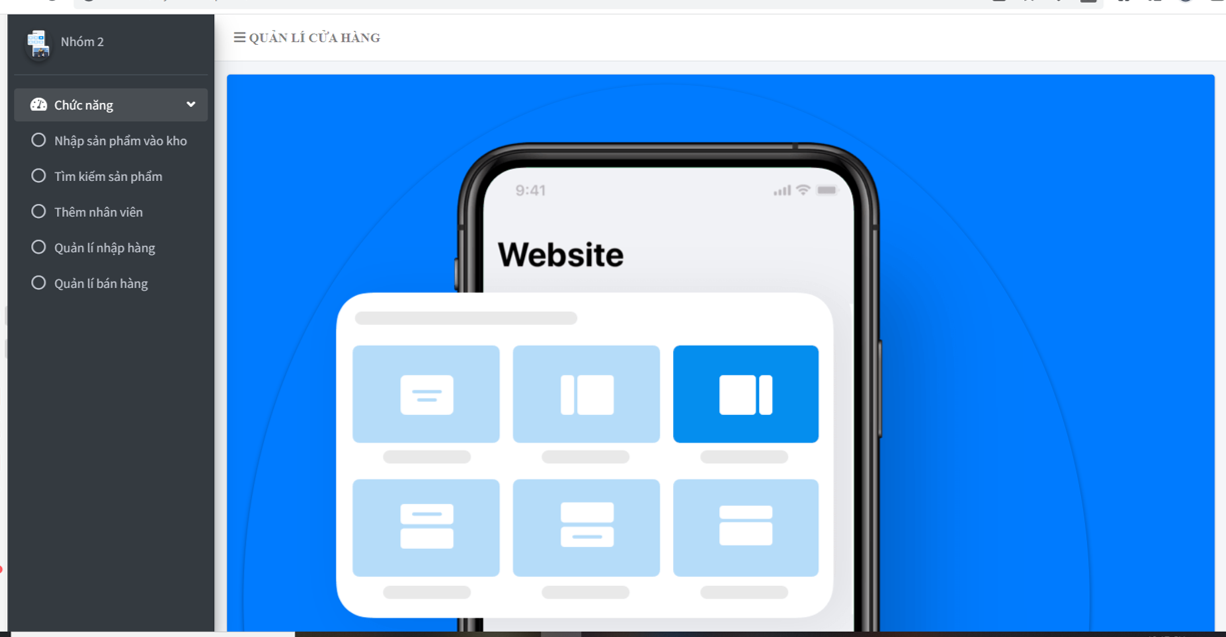 Nhóm 2
QUẢN LÍ CỬA HÀNG
Chức năng
Nhập sản phẩm vào kho
Tìm kiếm sản phẩm
Thêm nhân viên
Quản lí nhập hàng
Quản lí bán hàng
9:41
Website